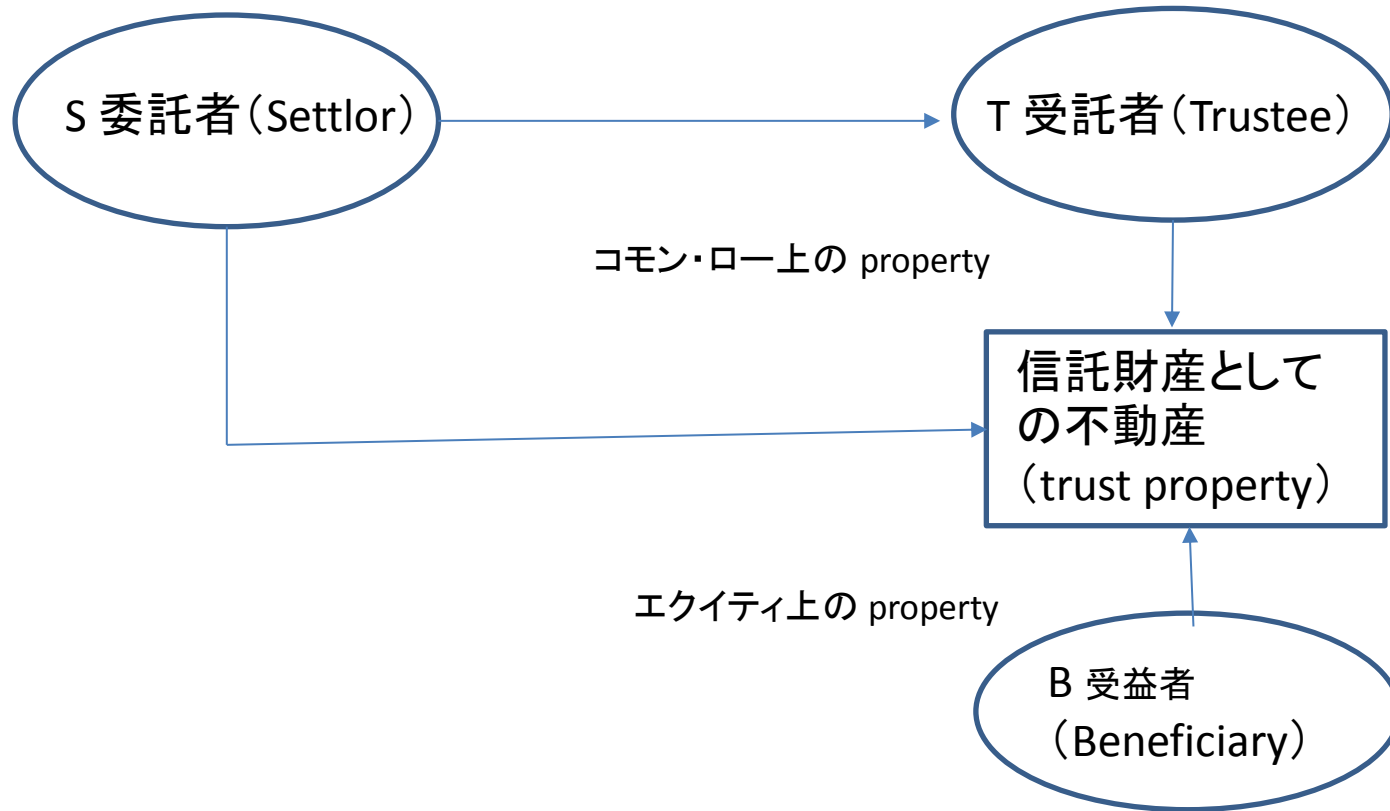 S 委託者(Settlor)
T 受託者(Trustee)
コモン・ロー上の property
信託財産として
の不動産
(trust property)
エクイティ上の property
B 受益者
(Beneficiary)